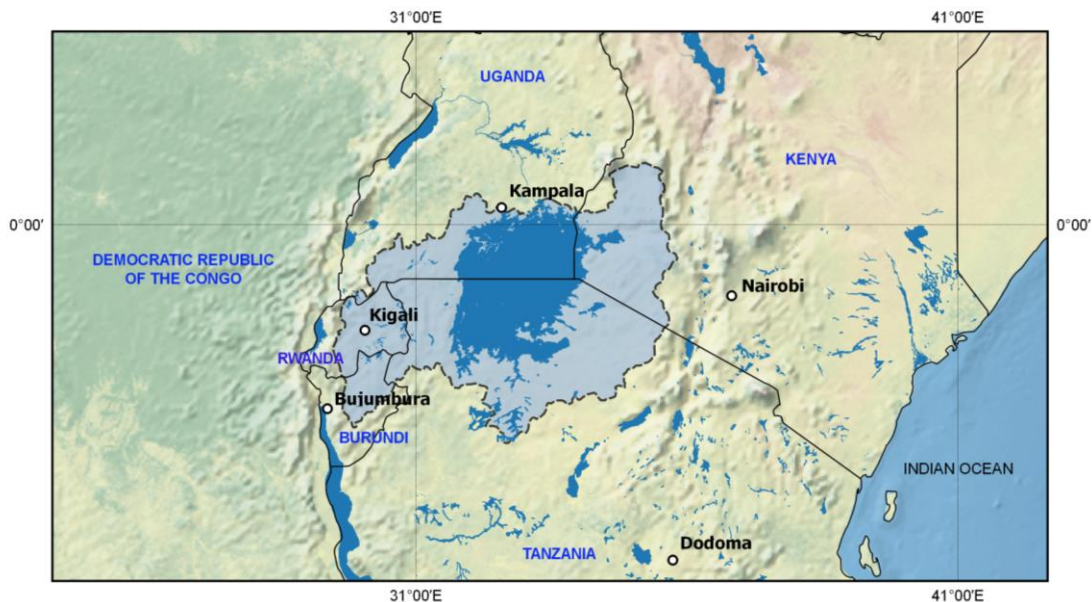 31°00′E
41°00′E
UGANDA
KENYA
Kampala
0°00′
0°00′
DEMOCRATIC REPUBLIC
OF THE CONGO
Nairobi
Kigali
RWANDA
Bujumbura
BURUNDI
INDIAN OCEAN
Dodoma
TANZANIA
31°00′E
41°00′E